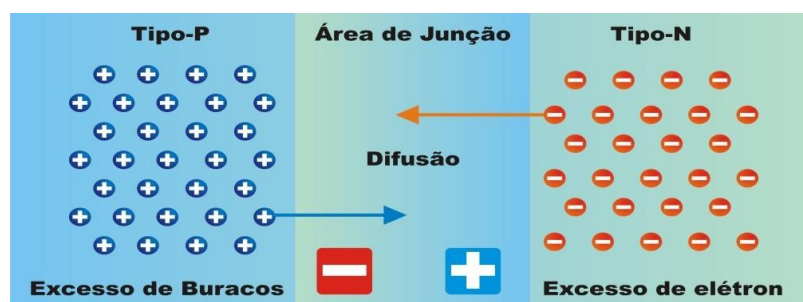 Tipo-P
Área de Junção
Tipo-N
Difusão
Excesso de Buracos
Excesso de elétron